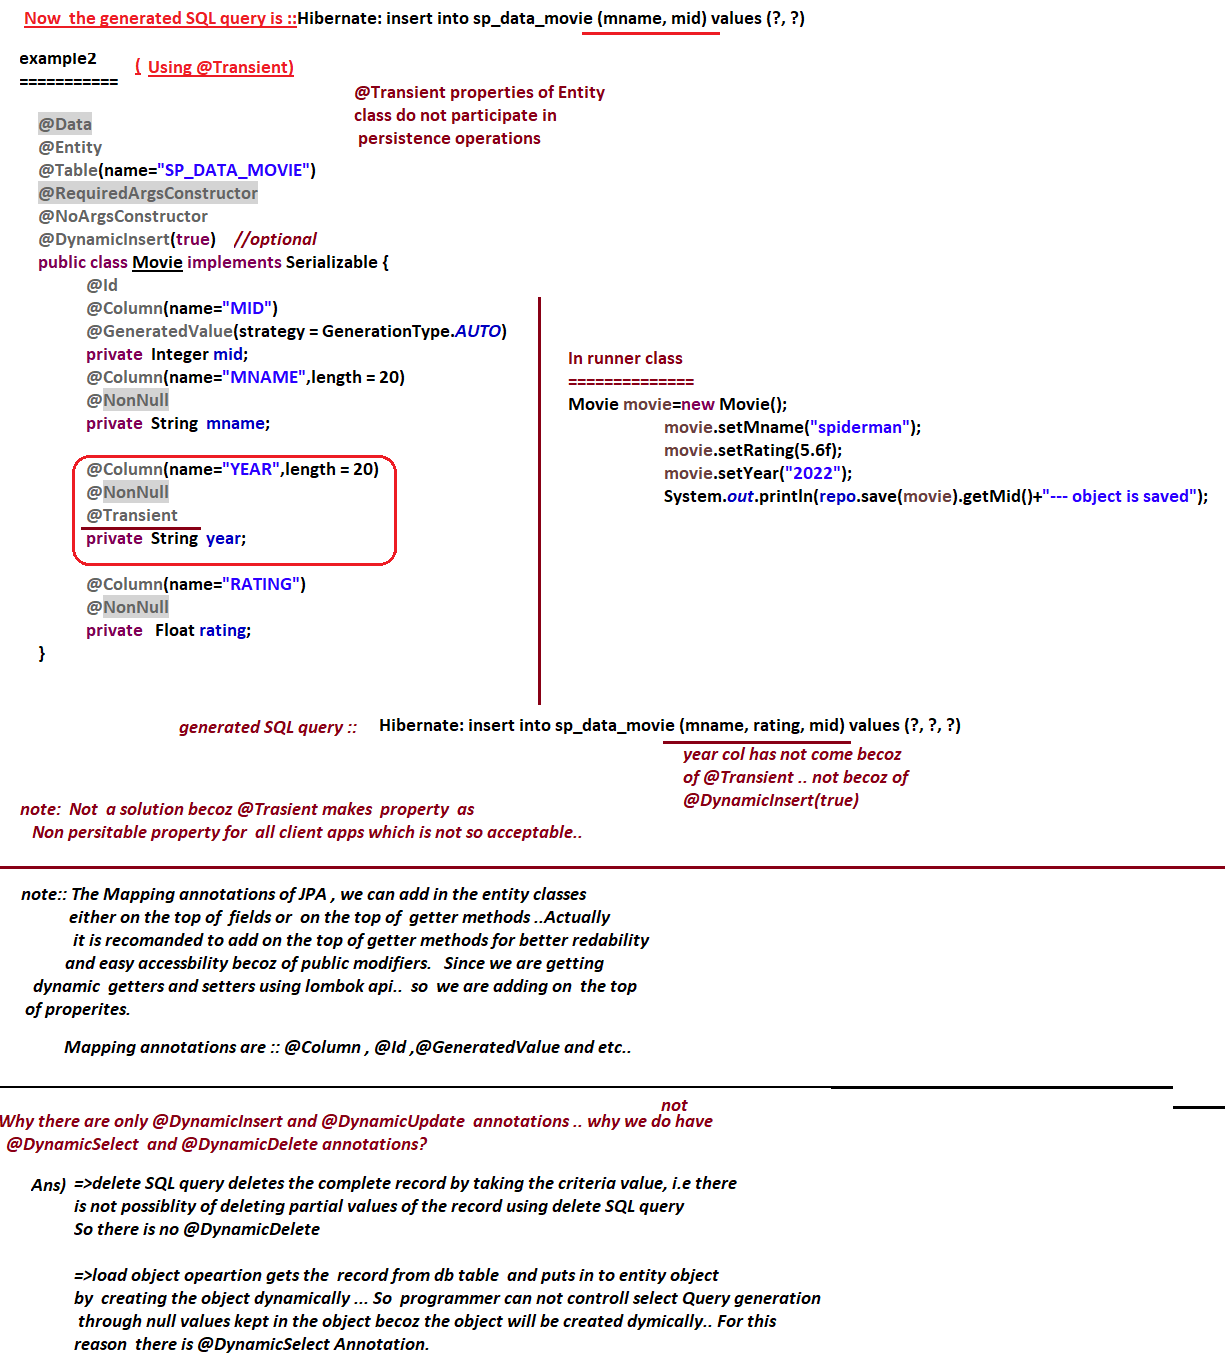 Now  the generated SQL query is ::Hibernate: insert into sp_data_movie (mname, mid) values (?, ?)
example2
( Using @Transient)
===========
@Transient properties of Entity
class do not participate in
persistence operations
@Data
@Entity
@Table(name="SP_DATA_MOVIE")
@RequiredArgsConstructor
@NoArgsConstructor
@DynamicInsert(true)   //optional
public class Movie implements Serializable {
@Id
@Column(name="MID")
@GeneratedValue(strategy = GenerationType.AUTO)
private  Integer mid;
@Column(name="MNAME",length = 20)
@NonNull
private  String  mname;
@Column(name="YEAR",length = 20)
@NonNull
@Transient
private  String  year;
@Column(name="RATING")
@NonNull
private   Float rating;
}
In runner class
==============
Movie movie=new Movie();
movie.setMname("spiderman");
movie.setRating(5.6f);
movie.setYear("2022");
System.out.println(repo.save(movie).getMid()+"--- object is saved");
generated SQL query ::   Hibernate: insert into sp_data_movie (mname, rating, mid) values (?, ?, ?)
year col has not come becoz
of @Transient .. not becoz of
@DynamicInsert(true)
note:  Not  a solution becoz @Trasient makes  property  as
Non persitable property for  all client apps which is not so acceptable..
note:: The Mapping annotations of JPA , we can add in the entity classes
either on the top of  fields or  on the top of  getter methods ..Actually
it is recomanded to add on the top of getter methods for better redability
and easy accessbility becoz of public modifiers.   Since we are getting
dynamic  getters and setters using lombok api..  so  we are adding on  the top
of properites.
Mapping annotations are :: @Column , @Id ,@GeneratedValue and etc..
not
Why there are only @DynamicInsert and @DynamicUpdate  annotations .. why we do have
@DynamicSelect  and @DynamicDelete annotations?
Ans)  =>delete SQL query deletes the complete record by taking the criteria value, i.e there
is not possiblity of deleting partial values of the record using delete SQL query
So there is no @DynamicDelete
=>load object opeartion gets the  record from db table  and puts in to entity object
by  creating the object dynamically ... So  programmer can not controll select Query generation
through null values kept in the object becoz the object will be created dymically.. For this
reason  there is @DynamicSelect Annotation.